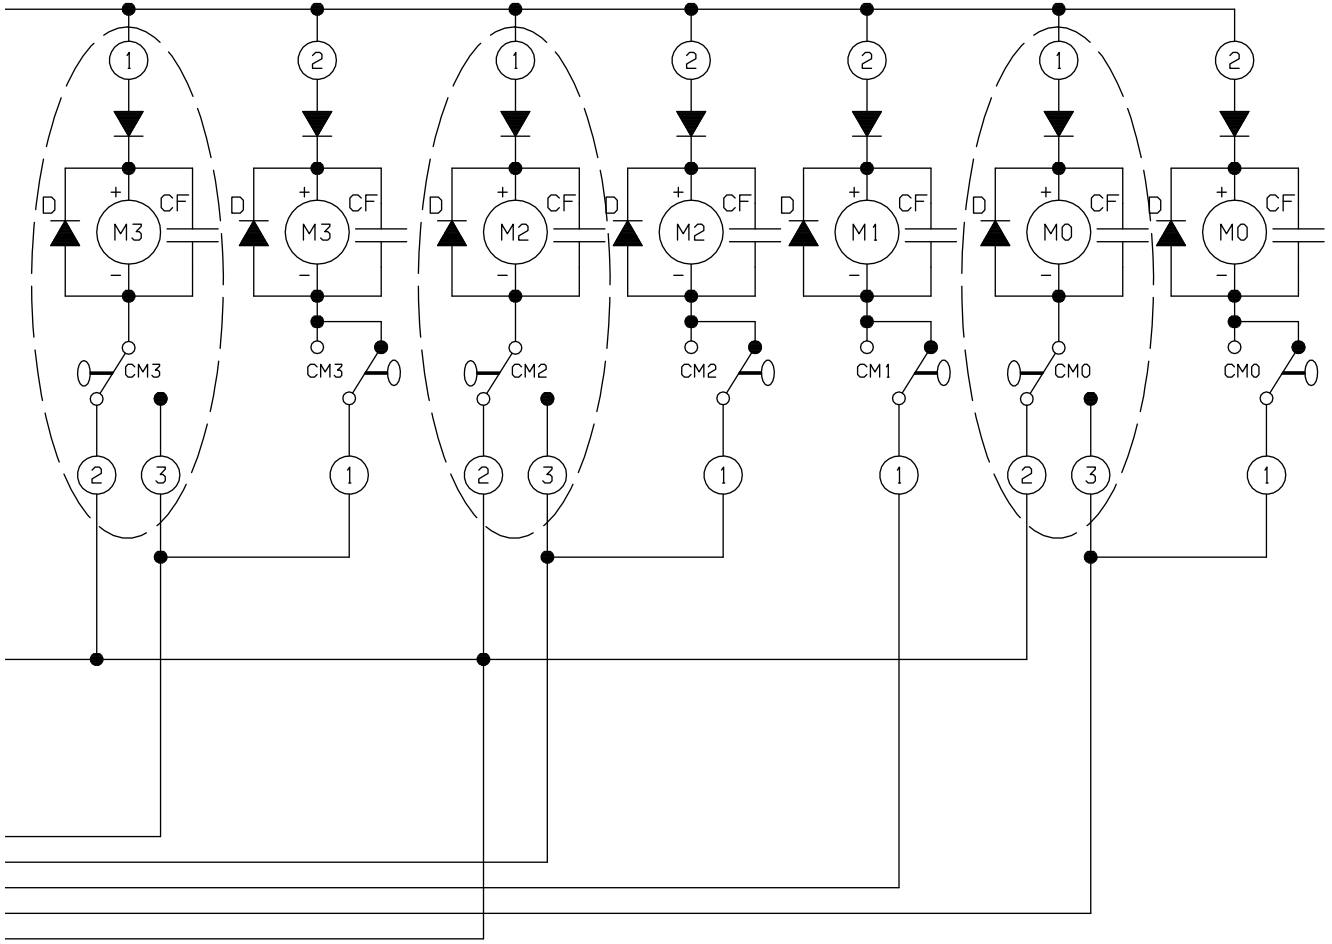 1 2 1 2 2 1 2
+ + + + + + +
D CF D CF D CF D CF D CF D CF D CF
M3 M3 M2 M2 M1 M0 M0
- - - - - - -
CM3 CM3 CM2 CM2 CM1 CM0 CM0
2 3 1 2 3 1 1 2 3 1